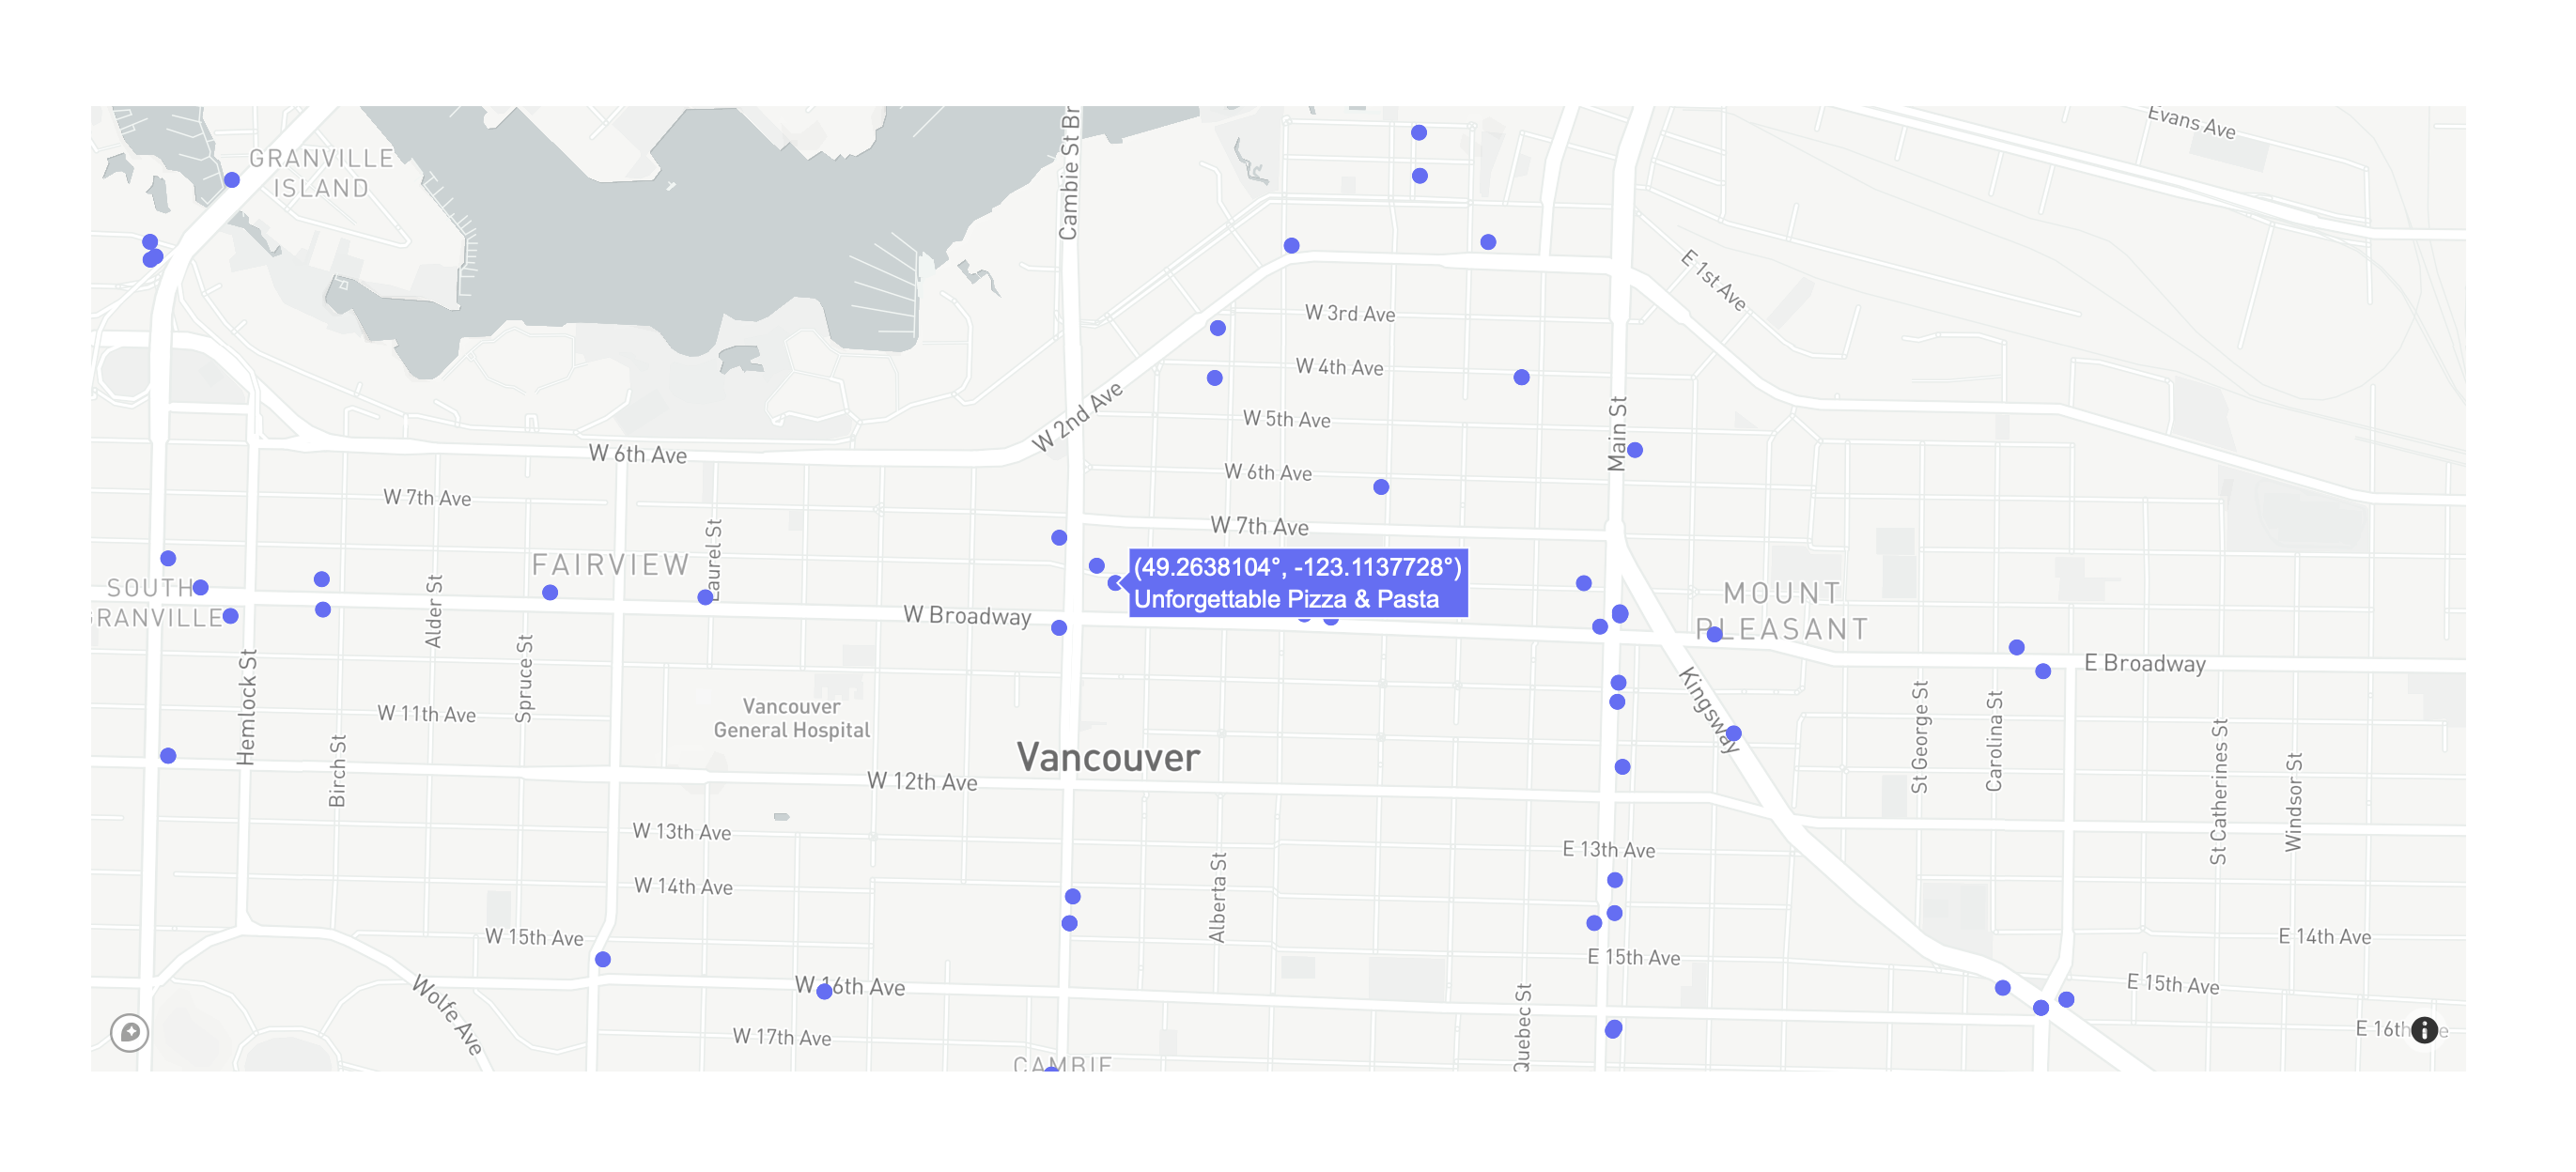 Evans Ave
GRANVILLE
ISLAND
Cambie St Br
E 1st Ave
W 3rd Ave
W 4th Ave
W 2nd Ave
W 5th Ave
Main St
W 6th Ave
W 6th Ave
W 7th Ave
W 7th Ave
Laurel St
FAIRVIEW
(49.2638104°, -123.1137728°)
Unforgettable Pizza & Pasta
SOUTH
GRANVILLE
Alder St
W Broadway
MOUNT
PLEASANT
E Broadway
Hemlock St
Spruce St
Kingsway
W 11th Ave
Vancouver
General Hospital
St George St
Carolina St
St Catherines St
Windsor St
Birch St
Vancouver
W 12th Ave
W 13th Ave
E 13th Ave
W 14th Ave
Alberta St
W 15th Ave
E 14th Ave
E 15th Ave
Wolfe Ave
W 16th Ave
E 15th Ave
Quebec St
W 17th Ave
E 16th Ave
CAMBIE